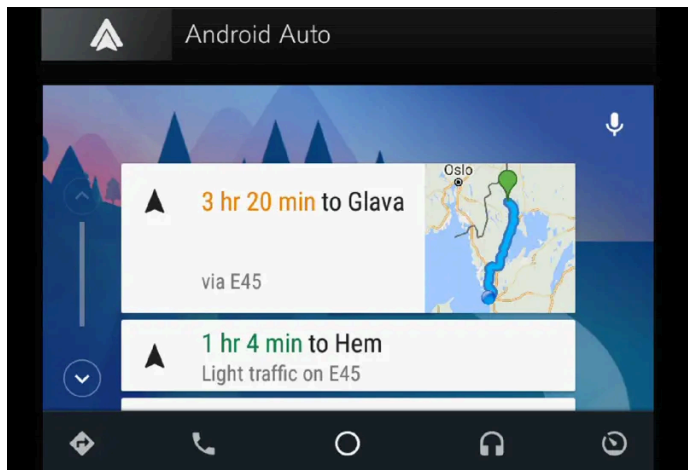 Android Auto
3 hr 20 min to Glava
Oslo
via E45
1 hr 4 min to Hem
Light traffic on E45